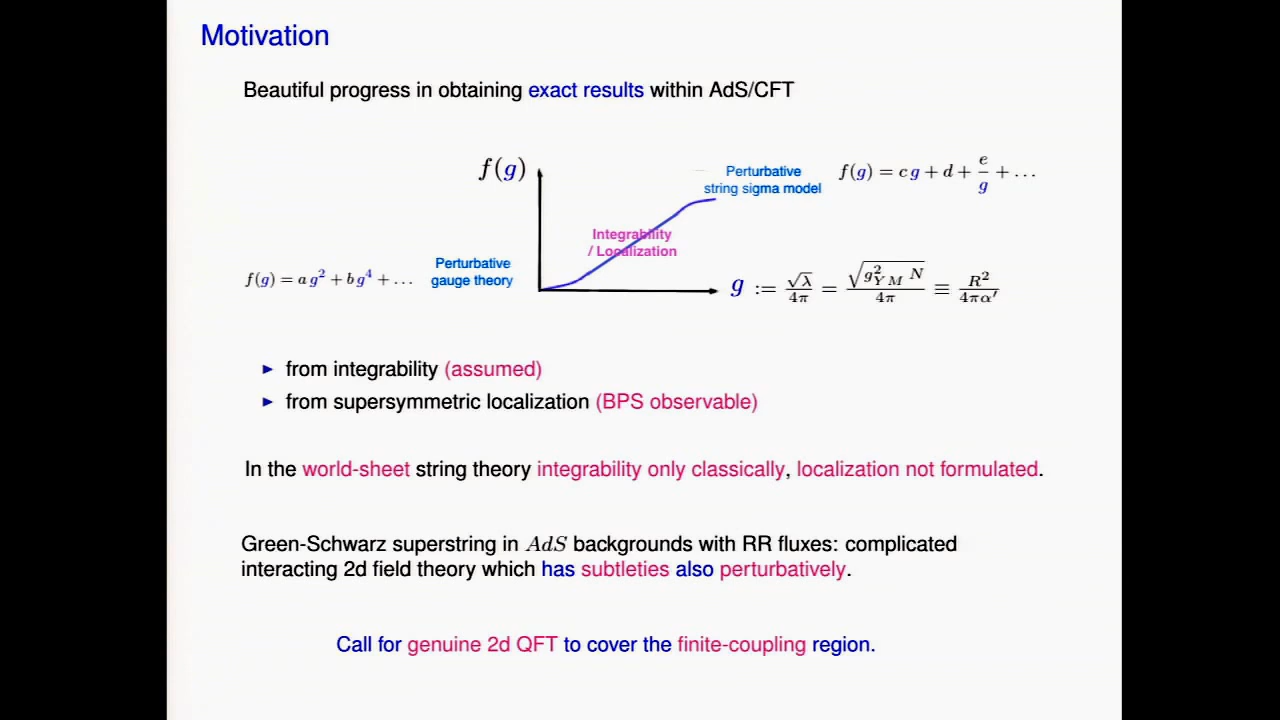 Motivation
Beautiful progress in obtaining exact results within AdS/CFT
f(g)
Perturbative
string sigma model
f(g) = c g + d + e/g + ...
Integrability
/ Localization
f(g) = a g² + b g⁴ + ...
Perturbative
gauge theory
g := √λ/4π = √(g²_{YM} N)/4π ≡ R²/4πα′
► from integrability (assumed)
► from supersymmetric localization (BPS observable)
In the world-sheet string theory integrability only classically, localization not formulated.
Green-Schwarz superstring in AdS backgrounds with RR fluxes: complicated
interacting 2d field theory which has subtleties also perturbatively.
Call for genuine 2d QFT to cover the finite-coupling region.